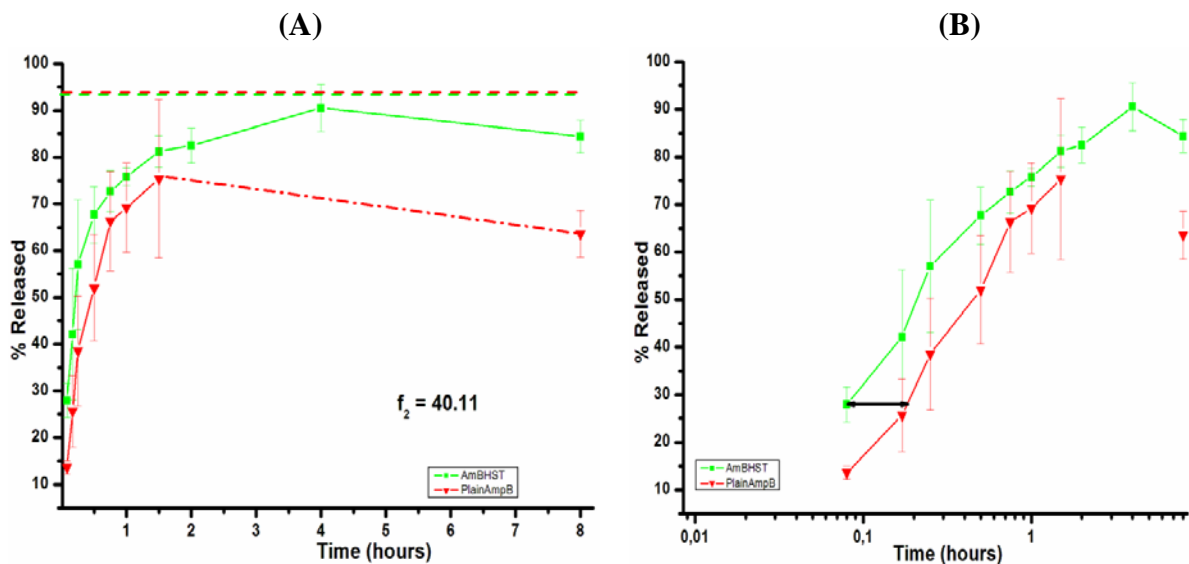 (A)
(B)
% Released
100
90
80
70
60
50
40
30
20
10
f₂ = 40.11
AmBHST
PlainAmpB
1
2
3
4
5
6
7
8
Time (hours)
% Released
100
90
80
70
60
50
40
30
20
10
AmBHST
PlainAmpB
0,01
0,1
1
Time (hours)